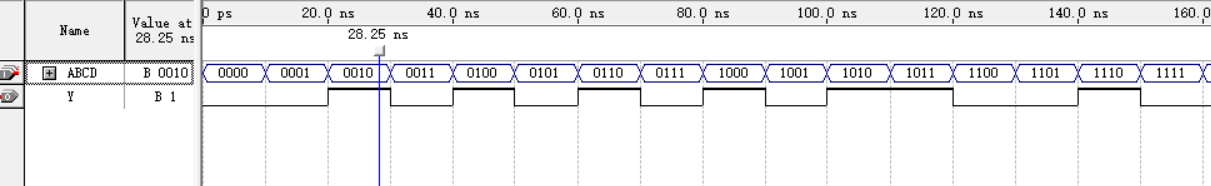 Name
Value at
28.25 ns
0 ps
20.0 ns
40.0 ns
60.0 ns
80.0 ns
100.0 ns
120.0 ns
140.0 ns
160.0
28.25 ns
ABCD
B 0010
0000
0001
0010
0011
0100
0101
0110
0111
1000
1001
1010
1011
1100
1101
1110
1111
Y
B 1